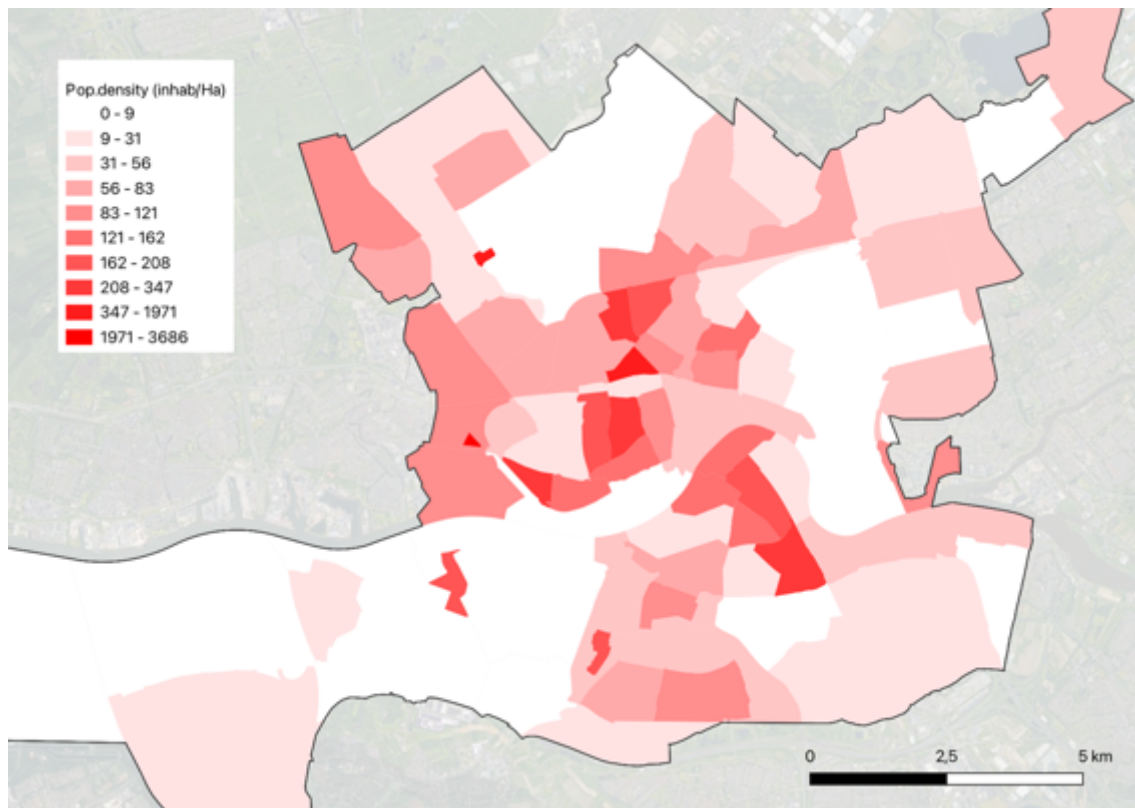 Pop.density (inhab/Ha)
0 - 9
9 - 31
31 - 56
56 - 83
83 - 121
121 - 162
162 - 208
208 - 347
347 - 1971
1971 - 3686
0 2,5 5 km